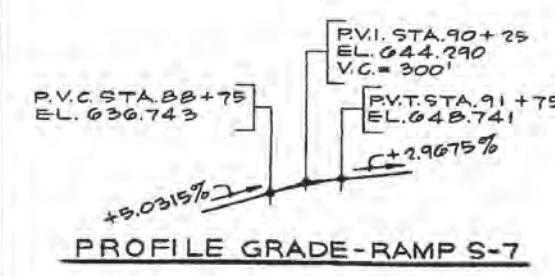 P.V.I. STA. 90 + 25
EL. 644.290
V.C. = 300'
P.V.C. STA. 88 + 75
EL. 636.743
P.V.T. STA. 91 + 75
EL. 648.741
+5.0315%
+2.9675%
PROFILE GRADE-RAMP S-7